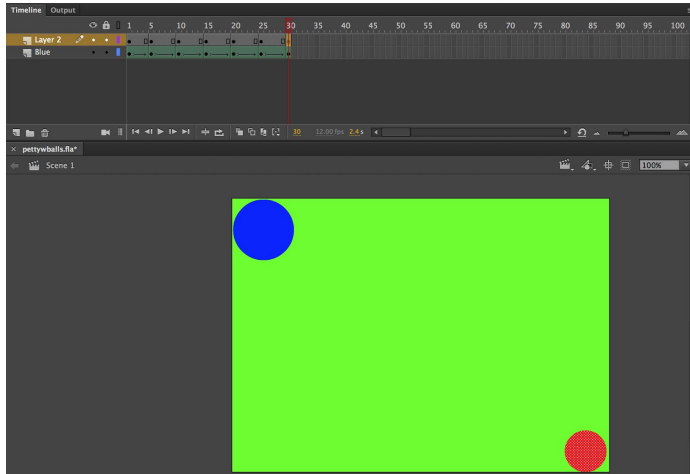 Timeline Output
1 5 10 15 20 25 30 35 40 45 50 55 60 65 70 75 80 85 90 95 100
Layer 2
Blue
30 12.00 fps 2.4 s
× pettywballs.fla*
Scene 1 100%